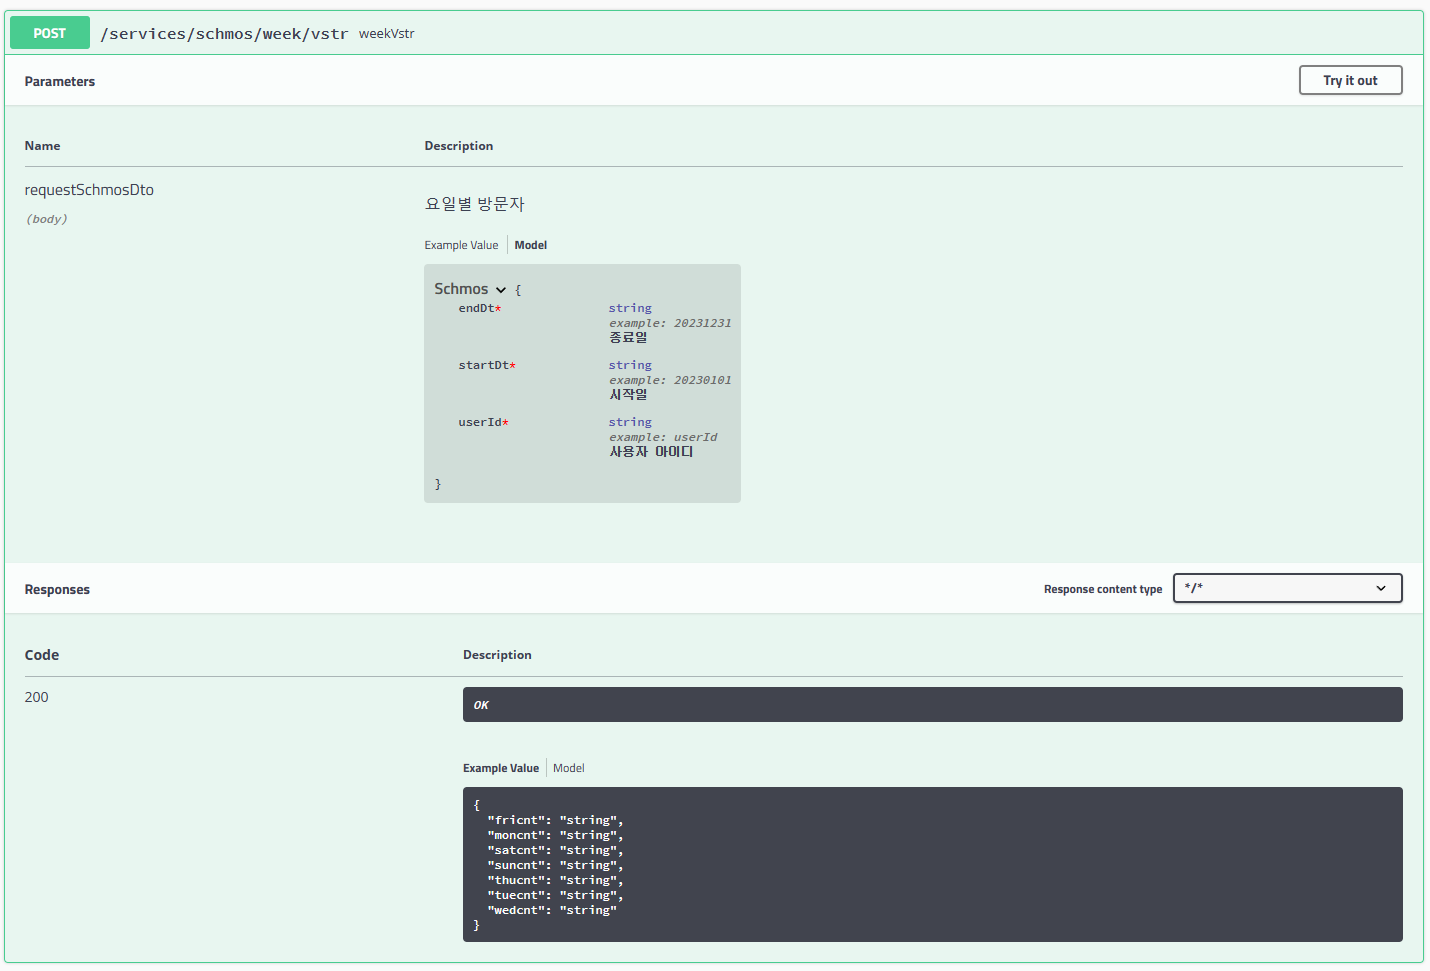 POST /services/schmos/week/vstr weekVstr
Parameters
Try it out
Name Description
requestSchmosDto
(body)
요일별 방문자
Example Value Model
Schmos {
endDt* string
example: 20231231
종료일
startDt* string
example: 20230101
시작일
userId* string
example: userId
사용자 아이디
}
Responses
Response content type */*
Code Description
200
OK
Example Value Model
{
"fricnt": "string",
"moncnt": "string",
"satcnt": "string",
"suncnt": "string",
"thucnt": "string",
"tuecnt": "string",
"wedcnt": "string"
}